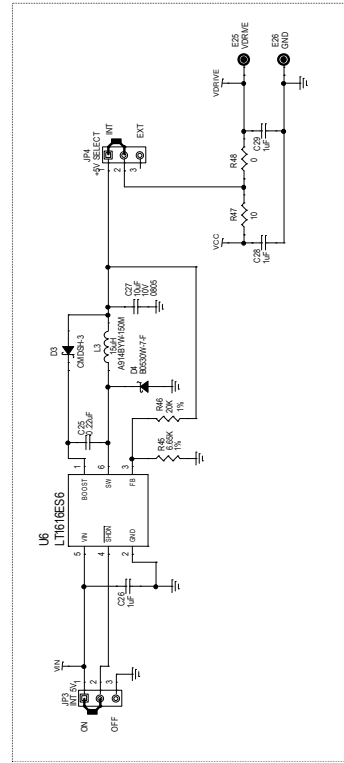 VIN
JP3
INT 5V
ON
1
2
3
OFF
C26
1uF
U6
LT1616ES6
5
VIN
BOOST
1
4
SHDN
SW
6
2
GND
FB
3
C25
0.22uF
D3
CMDSH-3
L3
15uH
A914BYW-150M
D4
B0530W-7-F
R45
6.65K
1%
R46
20K
1%
C27
10uF
10V
0805
JP4
+5V SELECT
1
INT
2
3
EXT
VCC
C28
1uF
R47
10
R48
0
C29
1uF
VDRIVE
E25
VDRIVE
E26
GND